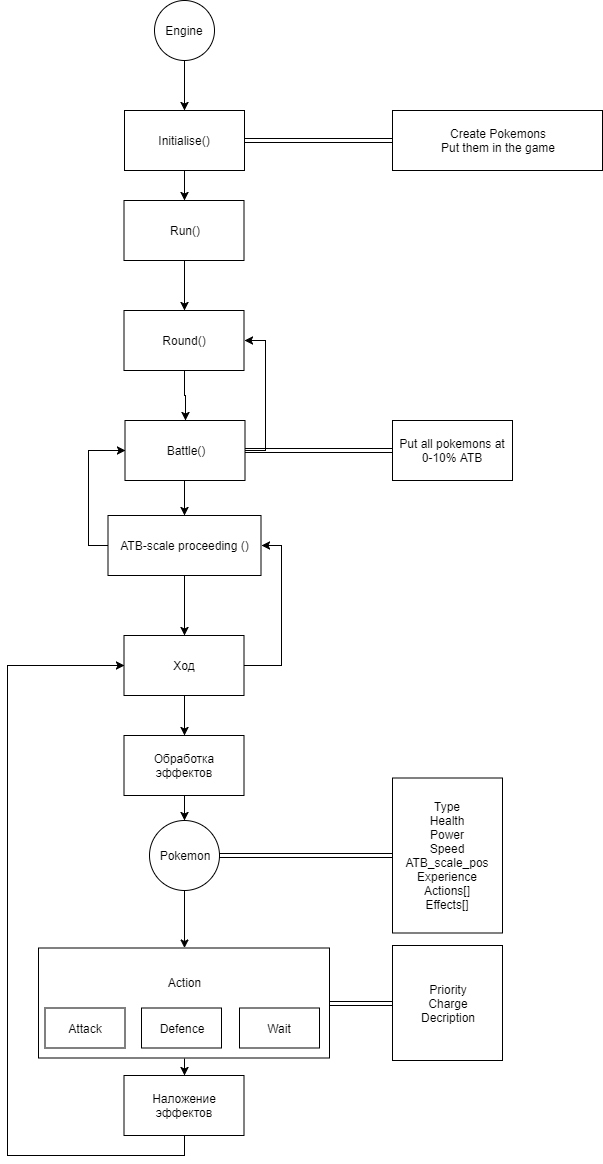 Engine
Initialise()
Create Pokemons
Put them in the game
Run()
Round()
Battle()
Put all pokemons at
0-10% ATB
ATB-scale proceeding ()
Ход
Обработка
эффектов
Pokemon
Type
Health
Power
Speed
ATB_scale_pos
Experience
Actions[]
Effects[]
Action
Attack
Defence
Wait
Priority
Charge
Decription
Наложение
эффектов